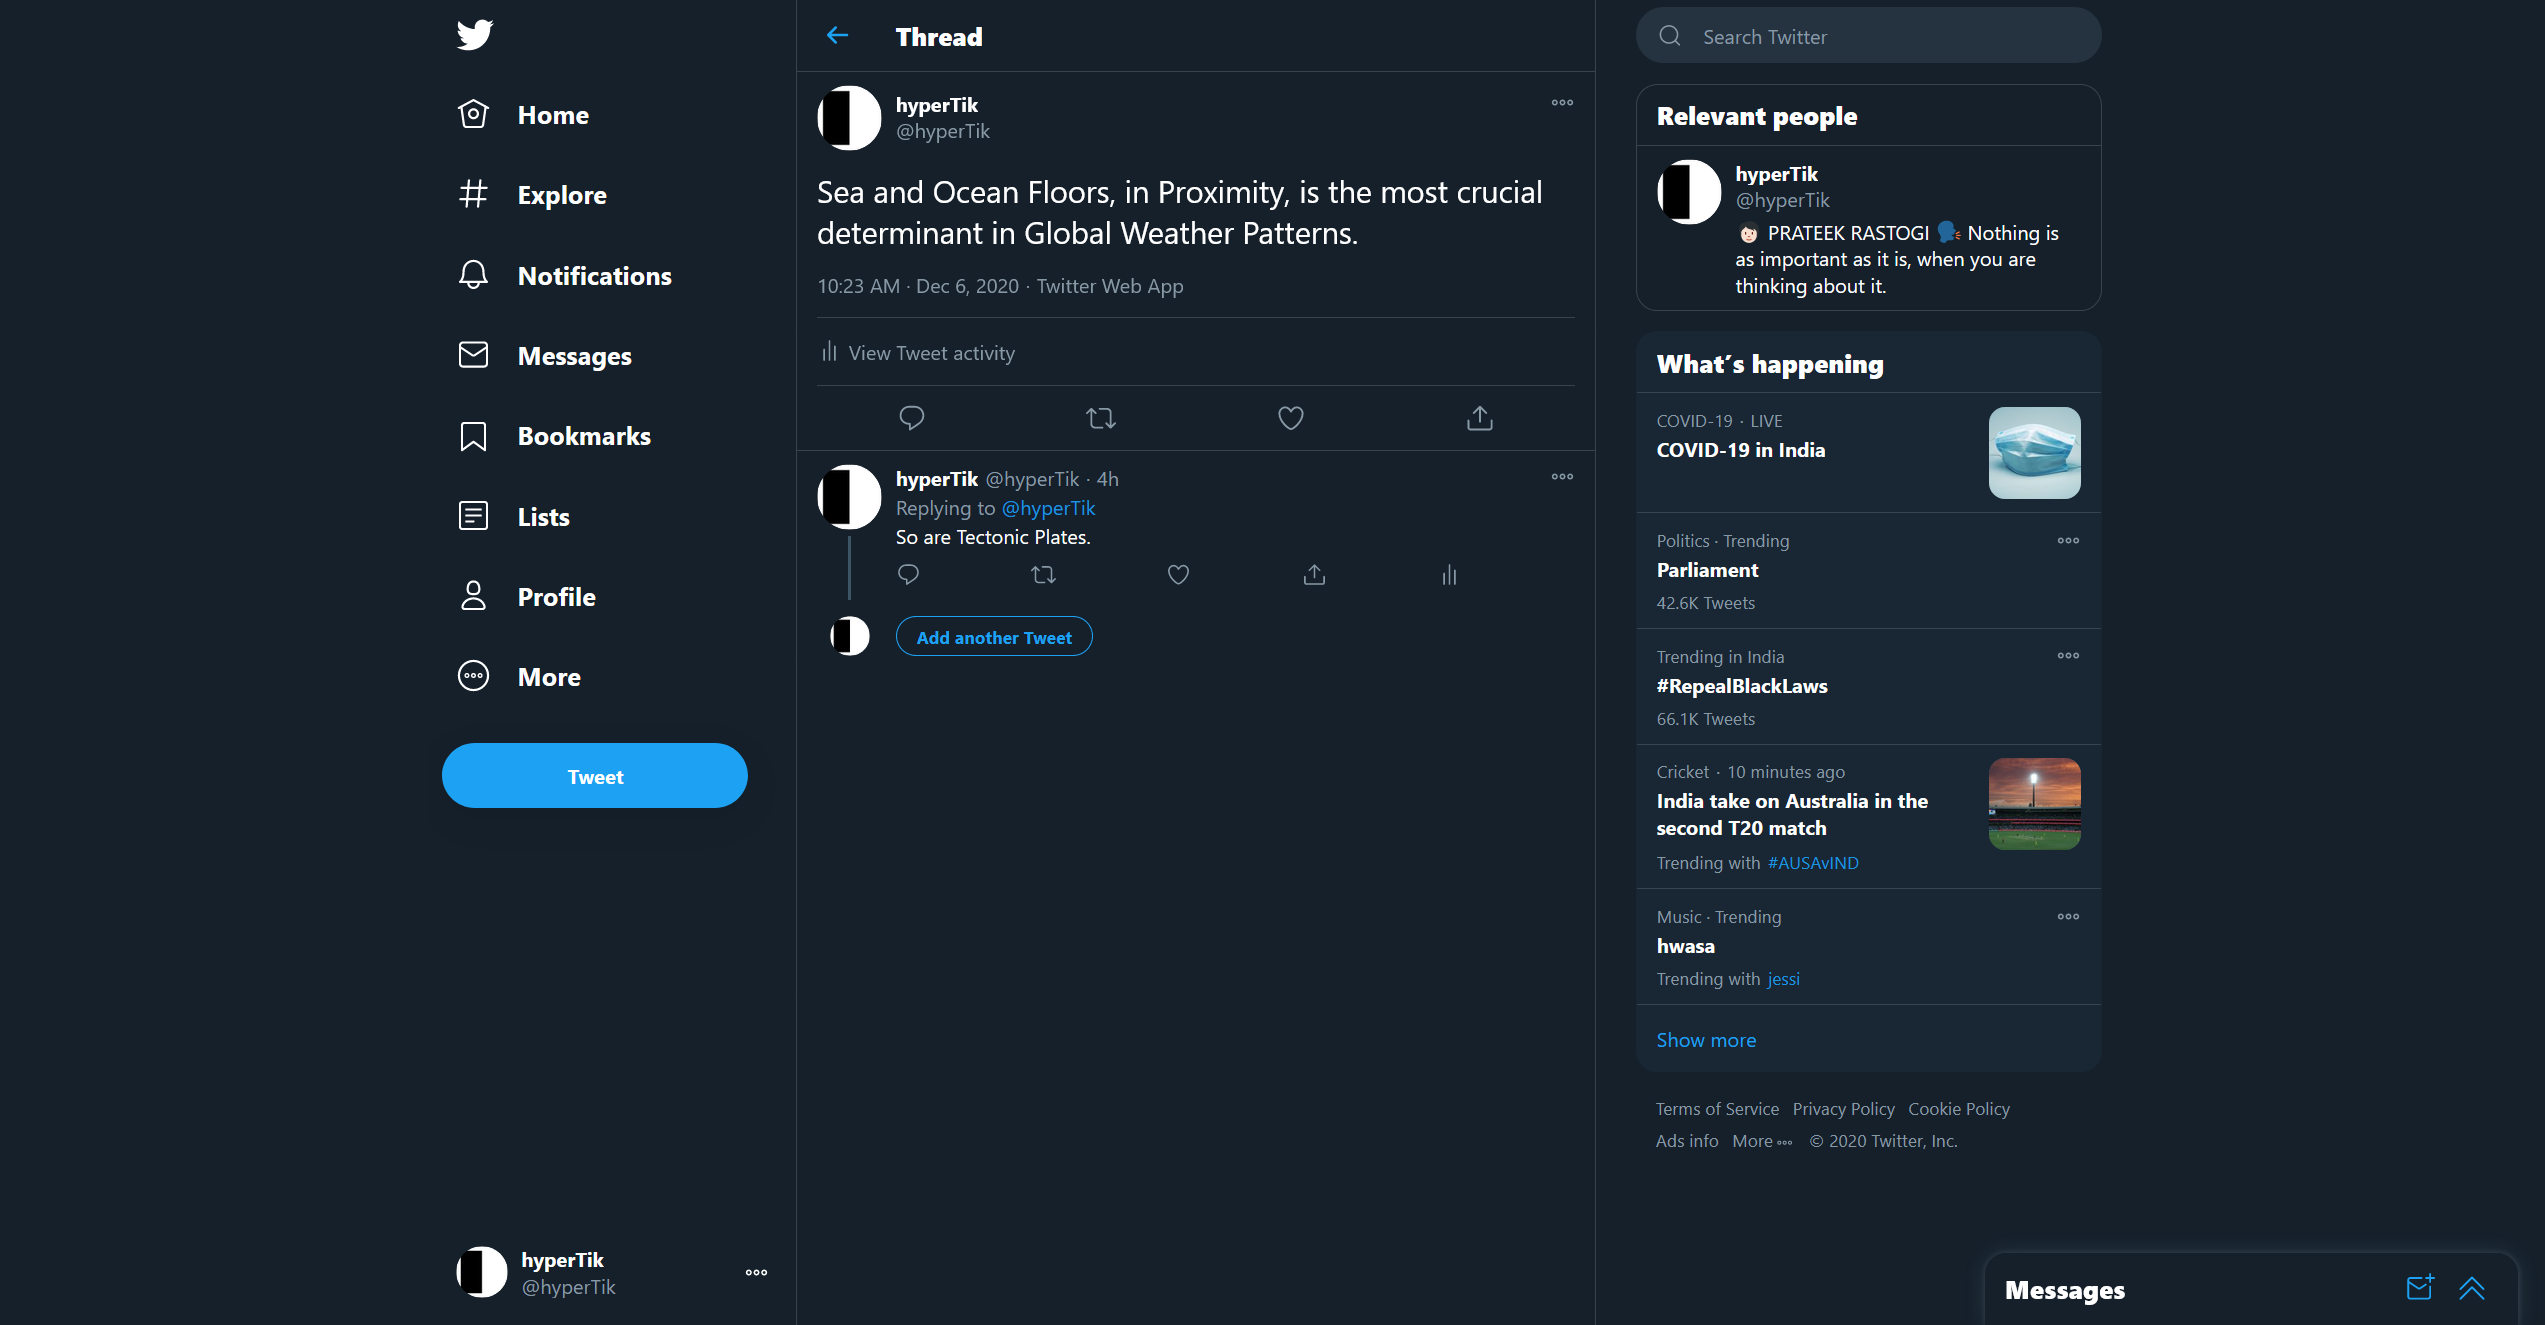 Home
Explore
Notifications
Messages
Bookmarks
Lists
Profile
More
Tweet
hyperTik
@hyperTik
Thread
hyperTik
@hyperTik
Sea and Ocean Floors, in Proximity, is the most crucial
determinant in Global Weather Patterns.
10:23 AM · Dec 6, 2020 · Twitter Web App
View Tweet activity
hyperTik @hyperTik · 4h
Replying to @hyperTik
So are Tectonic Plates.
Add another Tweet
Search Twitter
Relevant people
hyperTik
@hyperTik
PRATEEK RASTOGI Nothing is
as important as it is, when you are
thinking about it.
What's happening
COVID-19 · LIVE
COVID-19 in India
Politics · Trending
Parliament
42.6K Tweets
Trending in India
#RepealBlackLaws
66.1K Tweets
Cricket · 10 minutes ago
India take on Australia in the
second T20 match
Trending with #AUSAvIND
Music · Trending
hwasa
Trending with jessi
Show more
Terms of Service Privacy Policy Cookie Policy
Ads info More © 2020 Twitter, Inc.
Messages